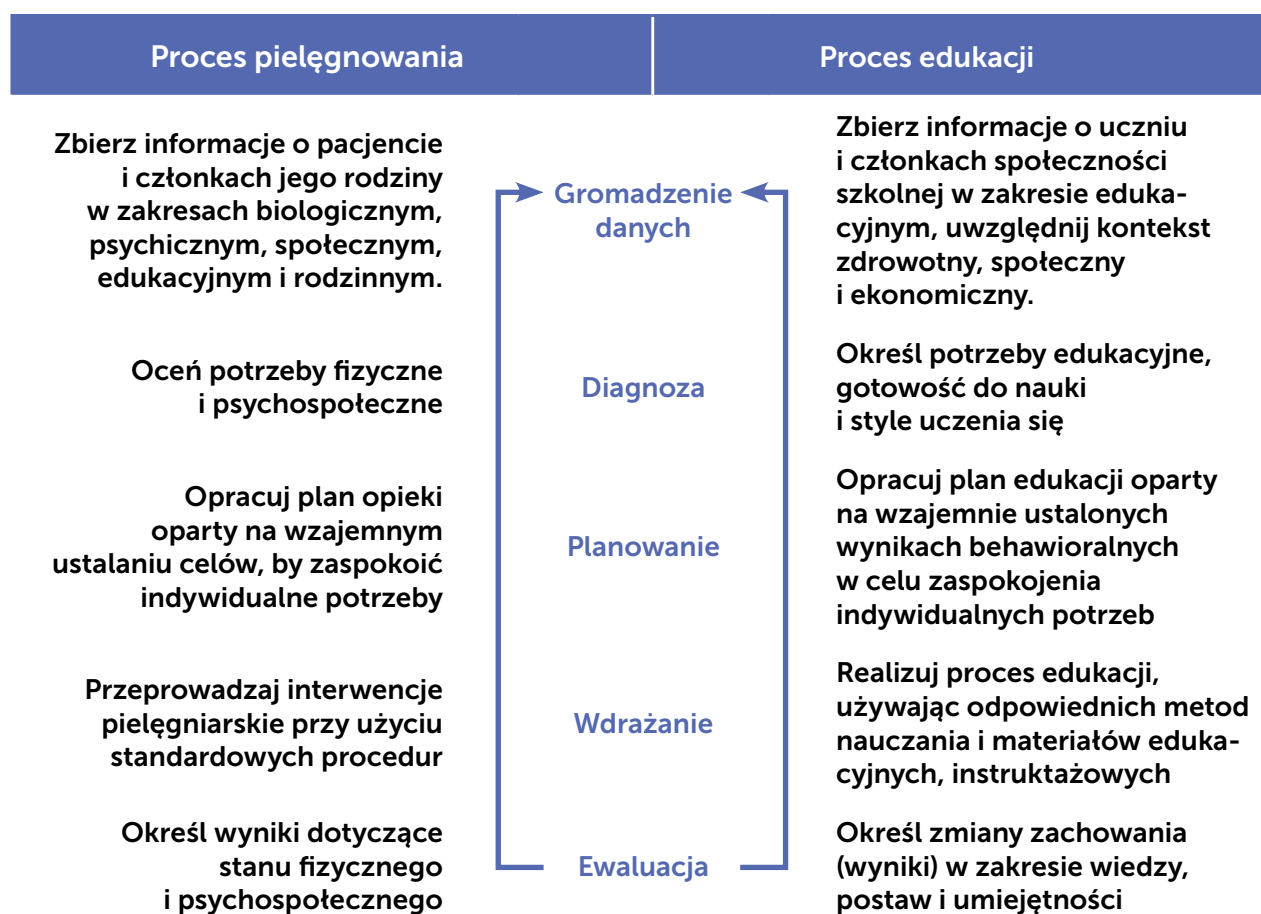 Proces pielęgnowania
Proces edukacji
Zbierz informacje o pacjencie
i członkach jego rodziny
w zakresach biologicznym,
psychicznym, społecznym,
edukacyjnym i rodzinnym.
Gromadzenie
danych
Zbierz informacje o uczniu
i członkach społeczności
szkolnej w zakresie eduka-
cyjnym, uwzględnij kontekst
zdrowotny, społeczny
i ekonomiczny.
Oceń potrzeby fizyczne
i psychospołeczne
Diagnoza
Określ potrzeby edukacyjne,
gotowość do nauki
i style uczenia się
Opracuj plan opieki
oparty na wzajemnym
ustalaniu celów, by zaspokoić
indywidualne potrzeby
Planowanie
Opracuj plan edukacji oparty
na wzajemnie ustalonych
wynikach behawioralnych
w celu zaspokojenia
indywidualnych potrzeb
Przeprowadzaj interwencje
pielęgniarskie przy użyciu
standardowych procedur
Wdrażanie
Realizuj proces edukacji,
używając odpowiednich metod
nauczania i materiałów eduka-
cyjnych, instruktażowych
Określ wyniki dotyczące
stanu fizycznego
i psychospołecznego
Ewaluacja
Określ zmiany zachowania
(wyniki) w zakresie wiedzy,
postaw i umiejętności